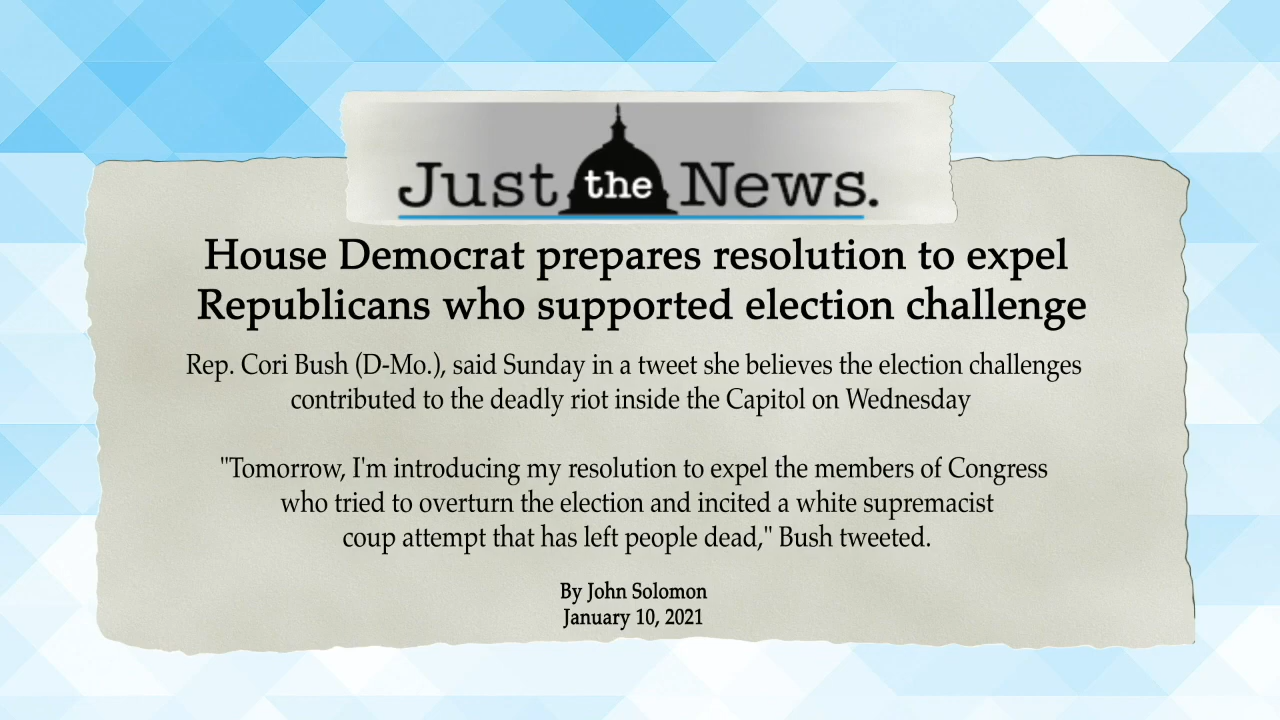 Just the News.
House Democrat prepares resolution to expel
Republicans who supported election challenge
Rep. Cori Bush (D-Mo.), said Sunday in a tweet she believes the election challenges
contributed to the deadly riot inside the Capitol on Wednesday
"Tomorrow, I'm introducing my resolution to expel the members of Congress
who tried to overturn the election and incited a white supremacist
coup attempt that has left people dead," Bush tweeted.
By John Solomon
January 10, 2021